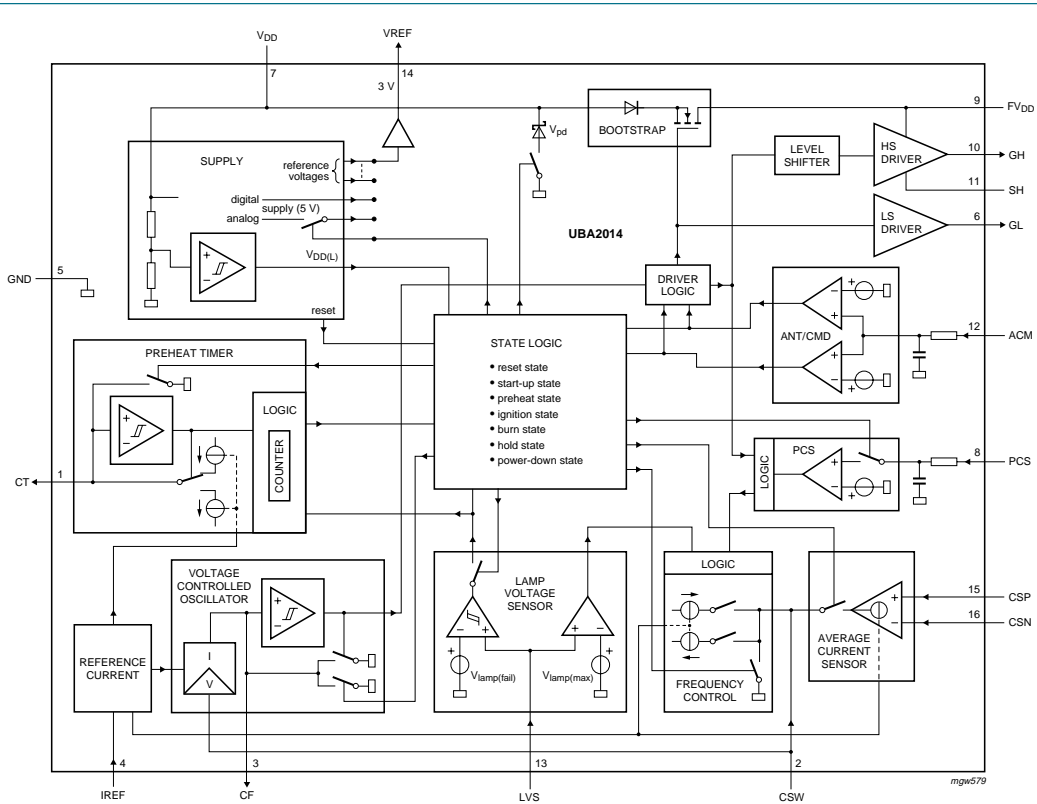 VDD
VREF
7
14
3 V
9
FVDD
BOOTSTRAP
Vpd
SUPPLY
reference
voltages
digital
supply (5 V)
analog
VDD(L)
reset
LEVEL
SHIFTER
HS
DRIVER
10
GH
11
SH
LS
DRIVER
6
GL
UBA2014
5
GND
DRIVER
LOGIC
ANT/CMD
12
ACM
STATE LOGIC
• reset state
• start-up state
• preheat state
• ignition state
• burn state
• hold state
• power-down state
PREHEAT TIMER
LOGIC
COUNTER
1
CT
LOGIC
PCS
8
PCS
VOLTAGE
CONTROLLED
OSCILLATOR
I
V
REFERENCE
CURRENT
LAMP
VOLTAGE
SENSOR
Vlamp(fail)
Vlamp(max)
LOGIC
FREQUENCY
CONTROL
15
CSP
16
CSN
AVERAGE
CURRENT
SENSOR
4
3
13
2
mgw579
IREF
CF
LVS
CSW